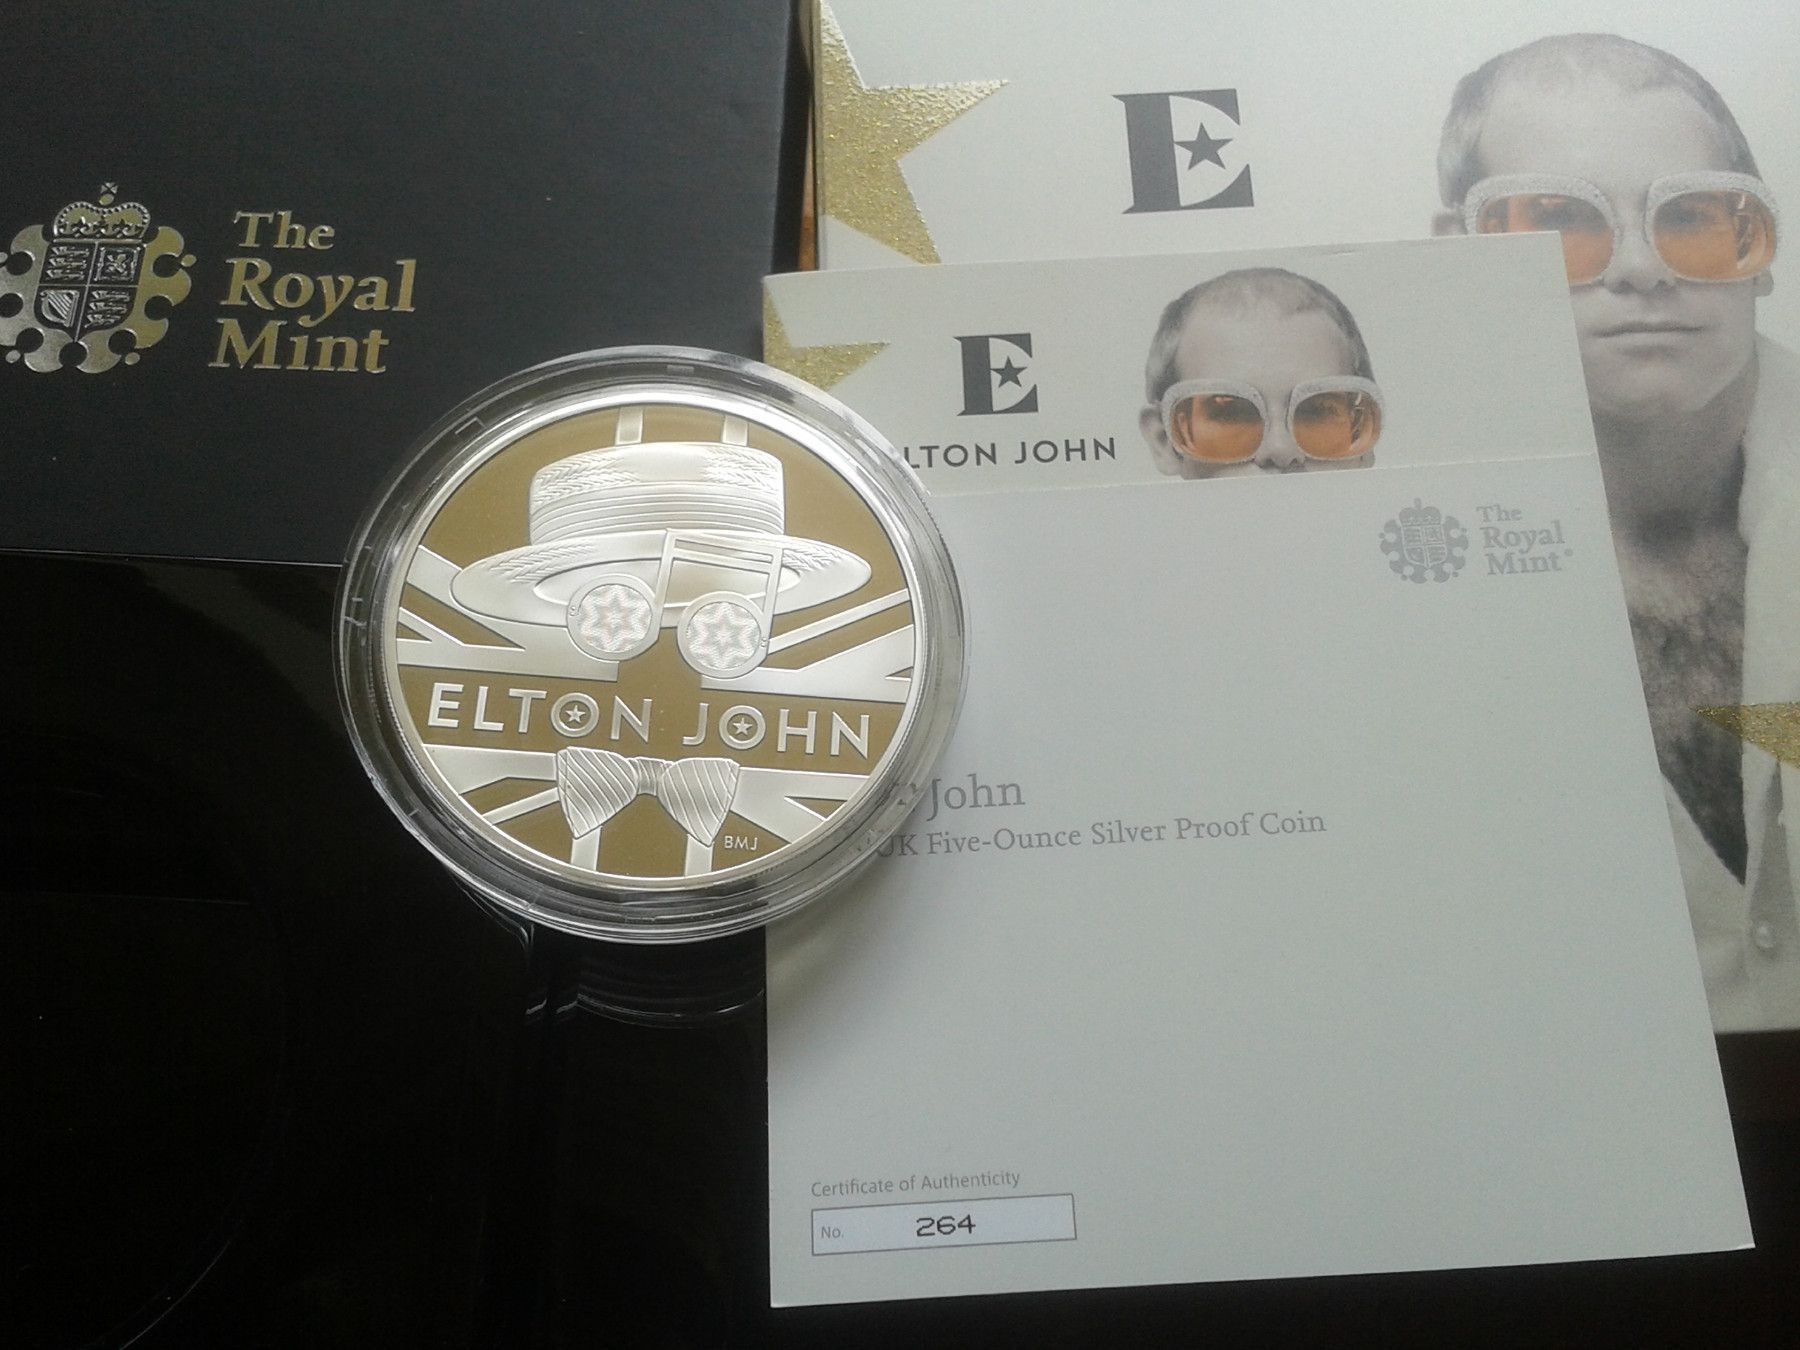 The
Royal
Mint
E
E
LTON JOHN
The
Royal
Mint
ELTON JOHN
BMJ
John
UK Five-Ounce Silver Proof Coin
Certificate of Authenticity
No. 264